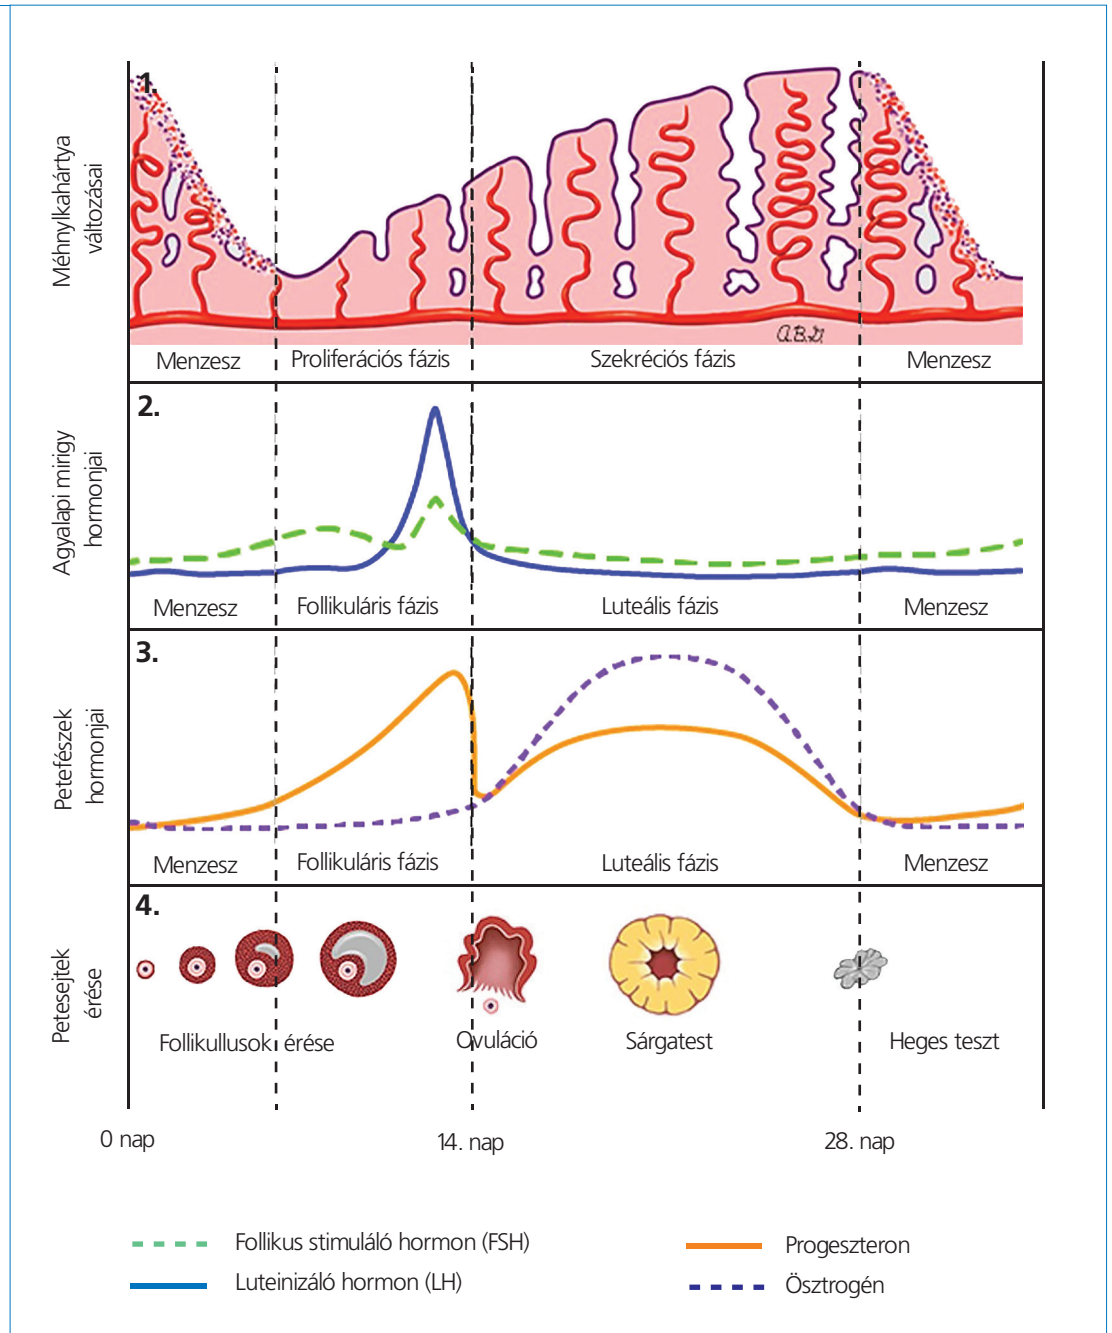 Méhnylkahártya
változásai
1.
Menzesz
Proliferációs fázis
Szekréciós fázis
Menzesz
A.B.D.
Agyalapi mirigy
hormonjai
2.
Menzesz
Follikuláris fázis
Luteális fázis
Menzesz
Petefészek
hormonjai
3.
Menzesz
Follikuláris fázis
Luteális fázis
Menzesz
Petesejtek
érése
4.
Follikullusok érése
Ovuláció
Sárgatest
Heges teszt
0 nap
14. nap
28. nap
Follikus stimuláló hormon (FSH)
Luteinizáló hormon (LH)
Progeszteron
Ösztrogén